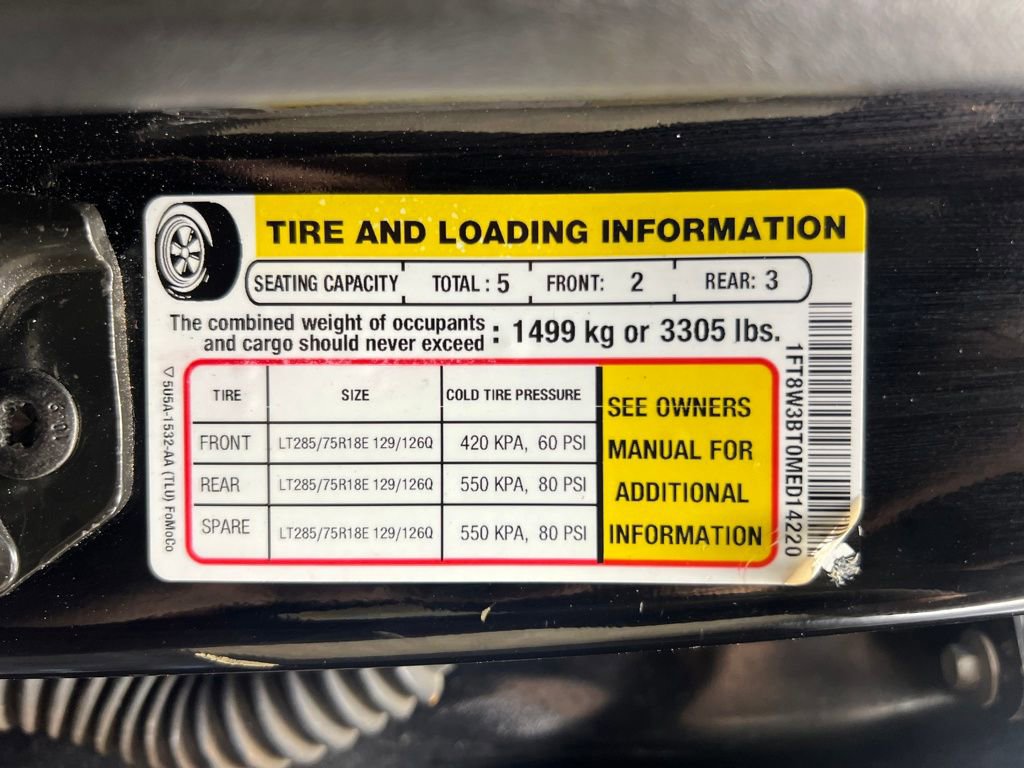 TIRE AND LOADING INFORMATION
SEATING CAPACITY TOTAL : 5 FRONT: 2 REAR: 3
The combined weight of occupants
and cargo should never exceed : 1499 kg or 3305 lbs.
TIRE SIZE COLD TIRE PRESSURE
FRONT LT285/75R18E 129/126Q 420 KPA, 60 PSI
REAR LT285/75R18E 129/126Q 550 KPA, 80 PSI
SPARE LT285/75R18E 129/126Q 550 KPA, 80 PSI
SEE OWNERS
MANUAL FOR
ADDITIONAL
INFORMATION
1FT8W3BT0MED14220
5U5A-1532-AA (TLU) FoMoCo
10.9